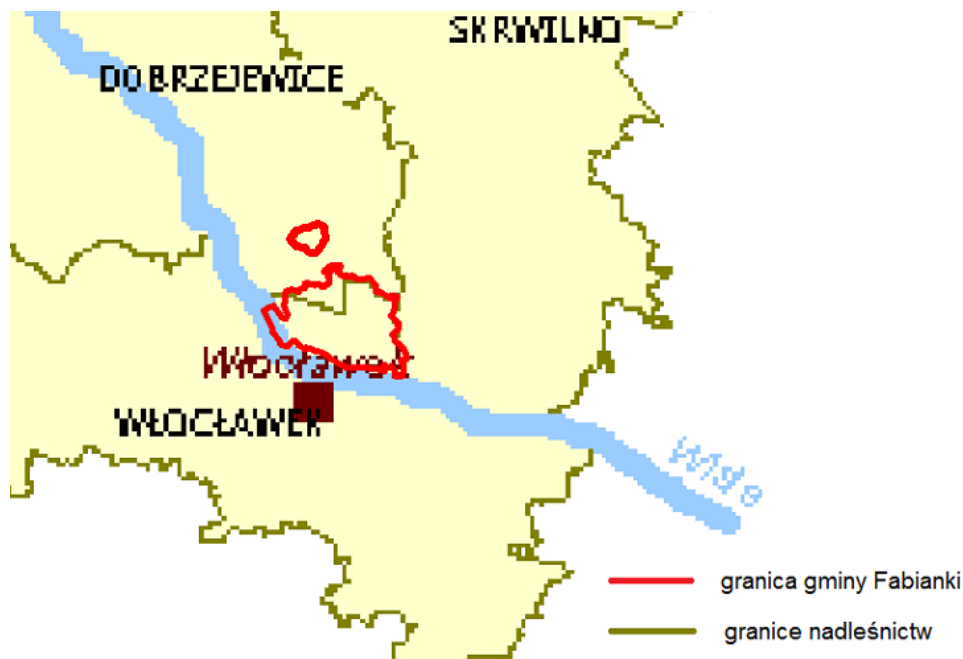 SKRWILNO
DOBRZEJEWICE
Włocławek
WŁOCŁAWEK
Wisła
granica gminy Fabianki
granice nadleśnictw